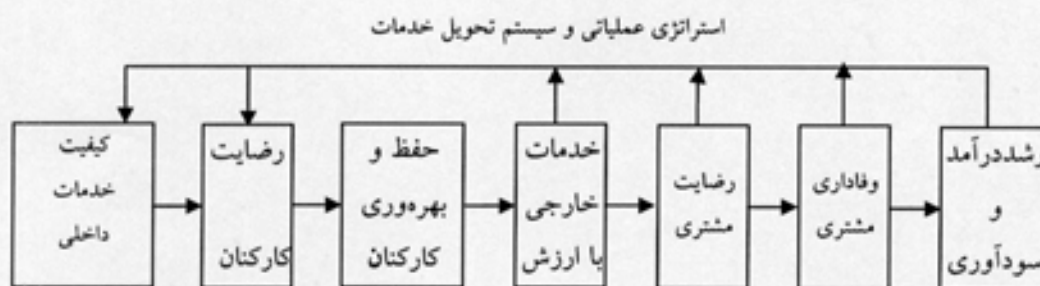 استراتژی عملیاتی و سیستم تحویل خدمات
کیفیت
خدمات
داخلی
رضایت
کارکنان
حفظ و
بهره‌وری
کارکنان
خدمات
خارجی
با ارزش
رضایت
مشتری
وفاداری
مشتری
رشددرآمد
و
سودآوری